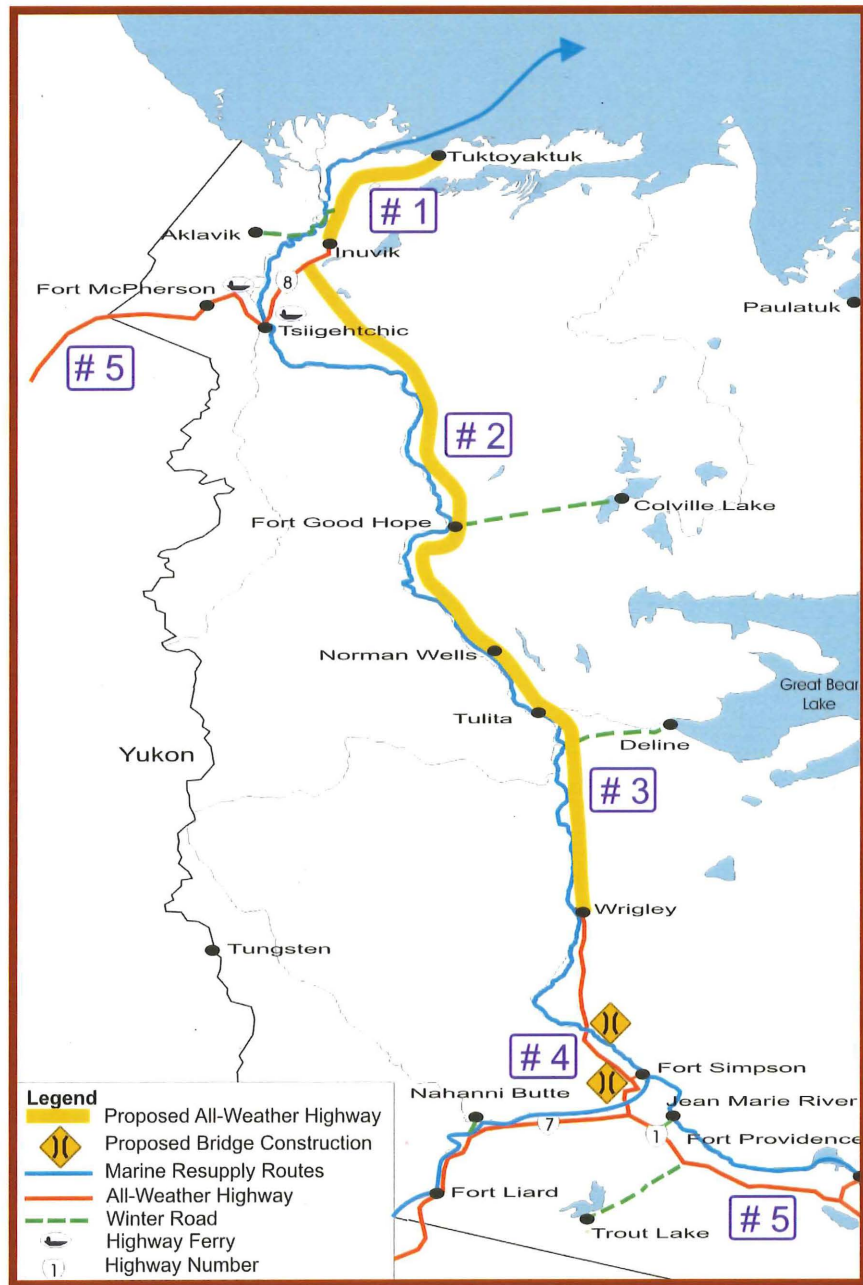 Tuktoyaktuk
# 1
Aklavik
Inuvik
8
Fort McPherson
Paulatuk
Tsiigehtchic
# 5
# 2
Colville Lake
Fort Good Hope
Norman Wells
Great Bear
Lake
Tulita
Deline
Yukon
# 3
Wrigley
Tungsten
# 4
Fort Simpson
Nahanni Butte
Jean Marie River
7
1
Fort Providence
Fort Liard
Trout Lake
# 5
Legend
Proposed All-Weather Highway
Proposed Bridge Construction
Marine Resupply Routes
All-Weather Highway
Winter Road
Highway Ferry
1
Highway Number